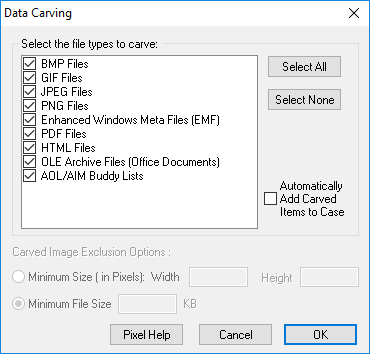 Data Carving
Select the file types to carve:
BMP Files
GIF Files
JPEG Files
PNG Files
Enhanced Windows Meta Files (EMF)
PDF Files
HTML Files
OLE Archive Files (Office Documents)
AOL/AIM Buddy Lists
Select All
Select None
Automatically
Add Carved
Items to Case
Carved Image Exclusion Options :
Minimum Size ( in Pixels): Width Height
Minimum File Size KB
Pixel Help Cancel OK